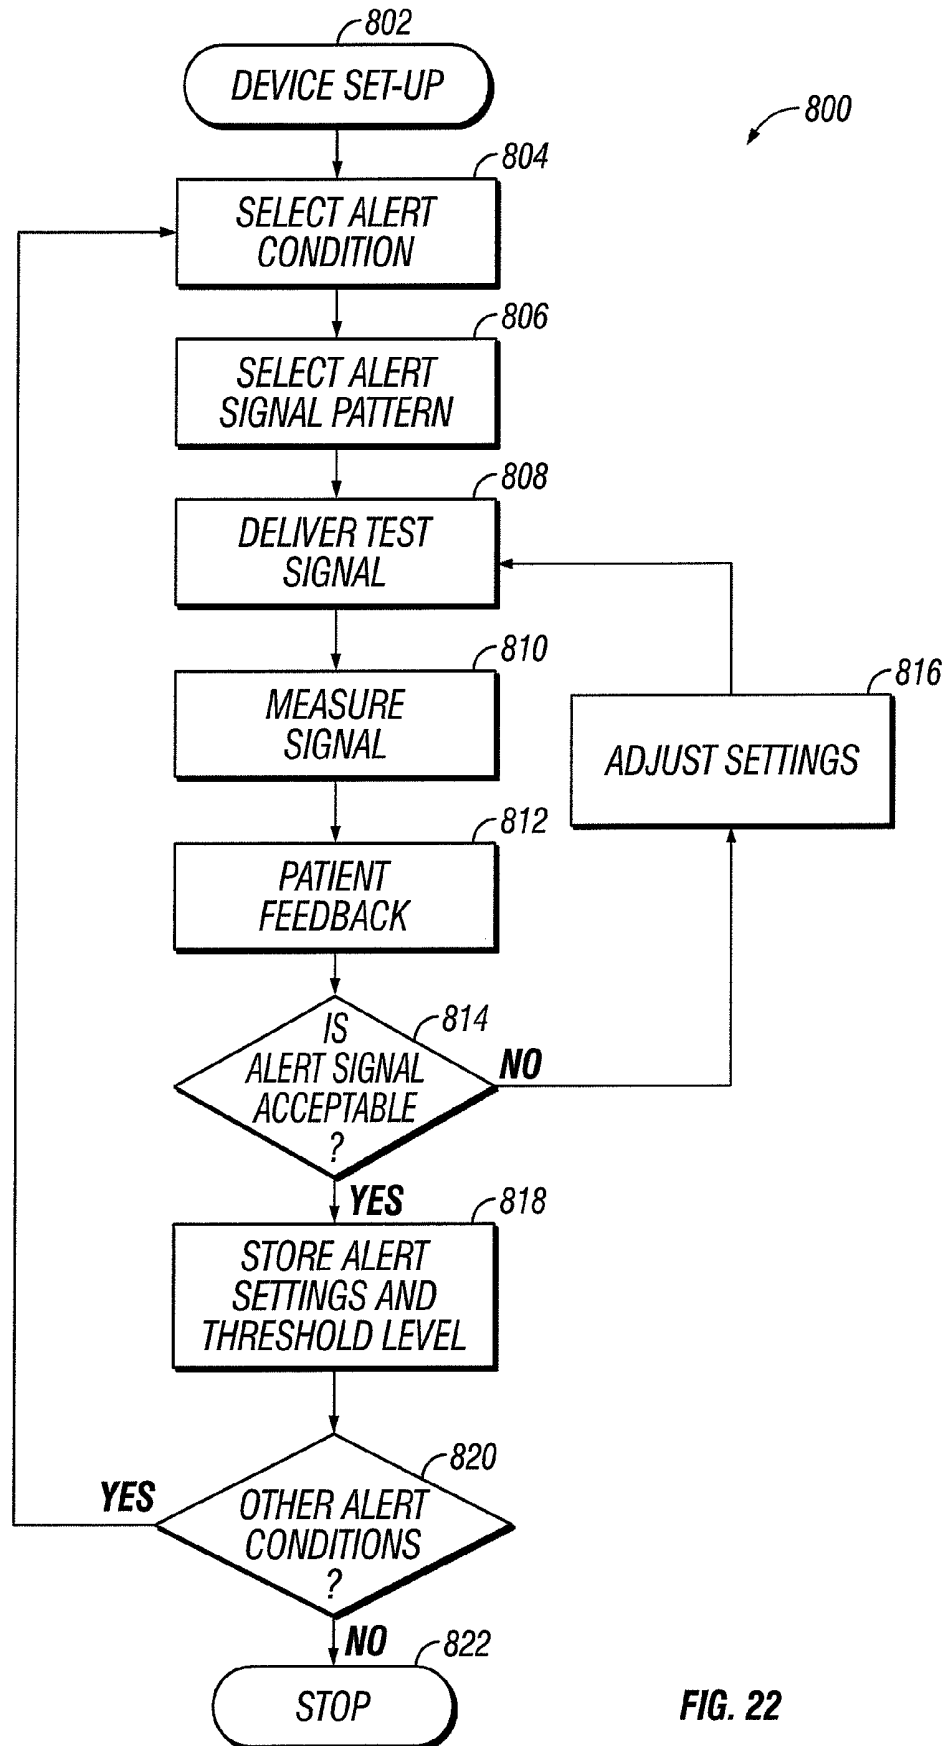 802
DEVICE SET-UP
800
804
SELECT ALERT
CONDITION
806
SELECT ALERT
SIGNAL PATTERN
808
DELIVER TEST
SIGNAL
810
MEASURE
SIGNAL
816
ADJUST SETTINGS
812
PATIENT
FEEDBACK
814
IS
ALERT SIGNAL
ACCEPTABLE
?
NO
YES
818
STORE ALERT
SETTINGS AND
THRESHOLD LEVEL
820
YES
OTHER ALERT
CONDITIONS
?
NO
822
STOP
FIG. 22